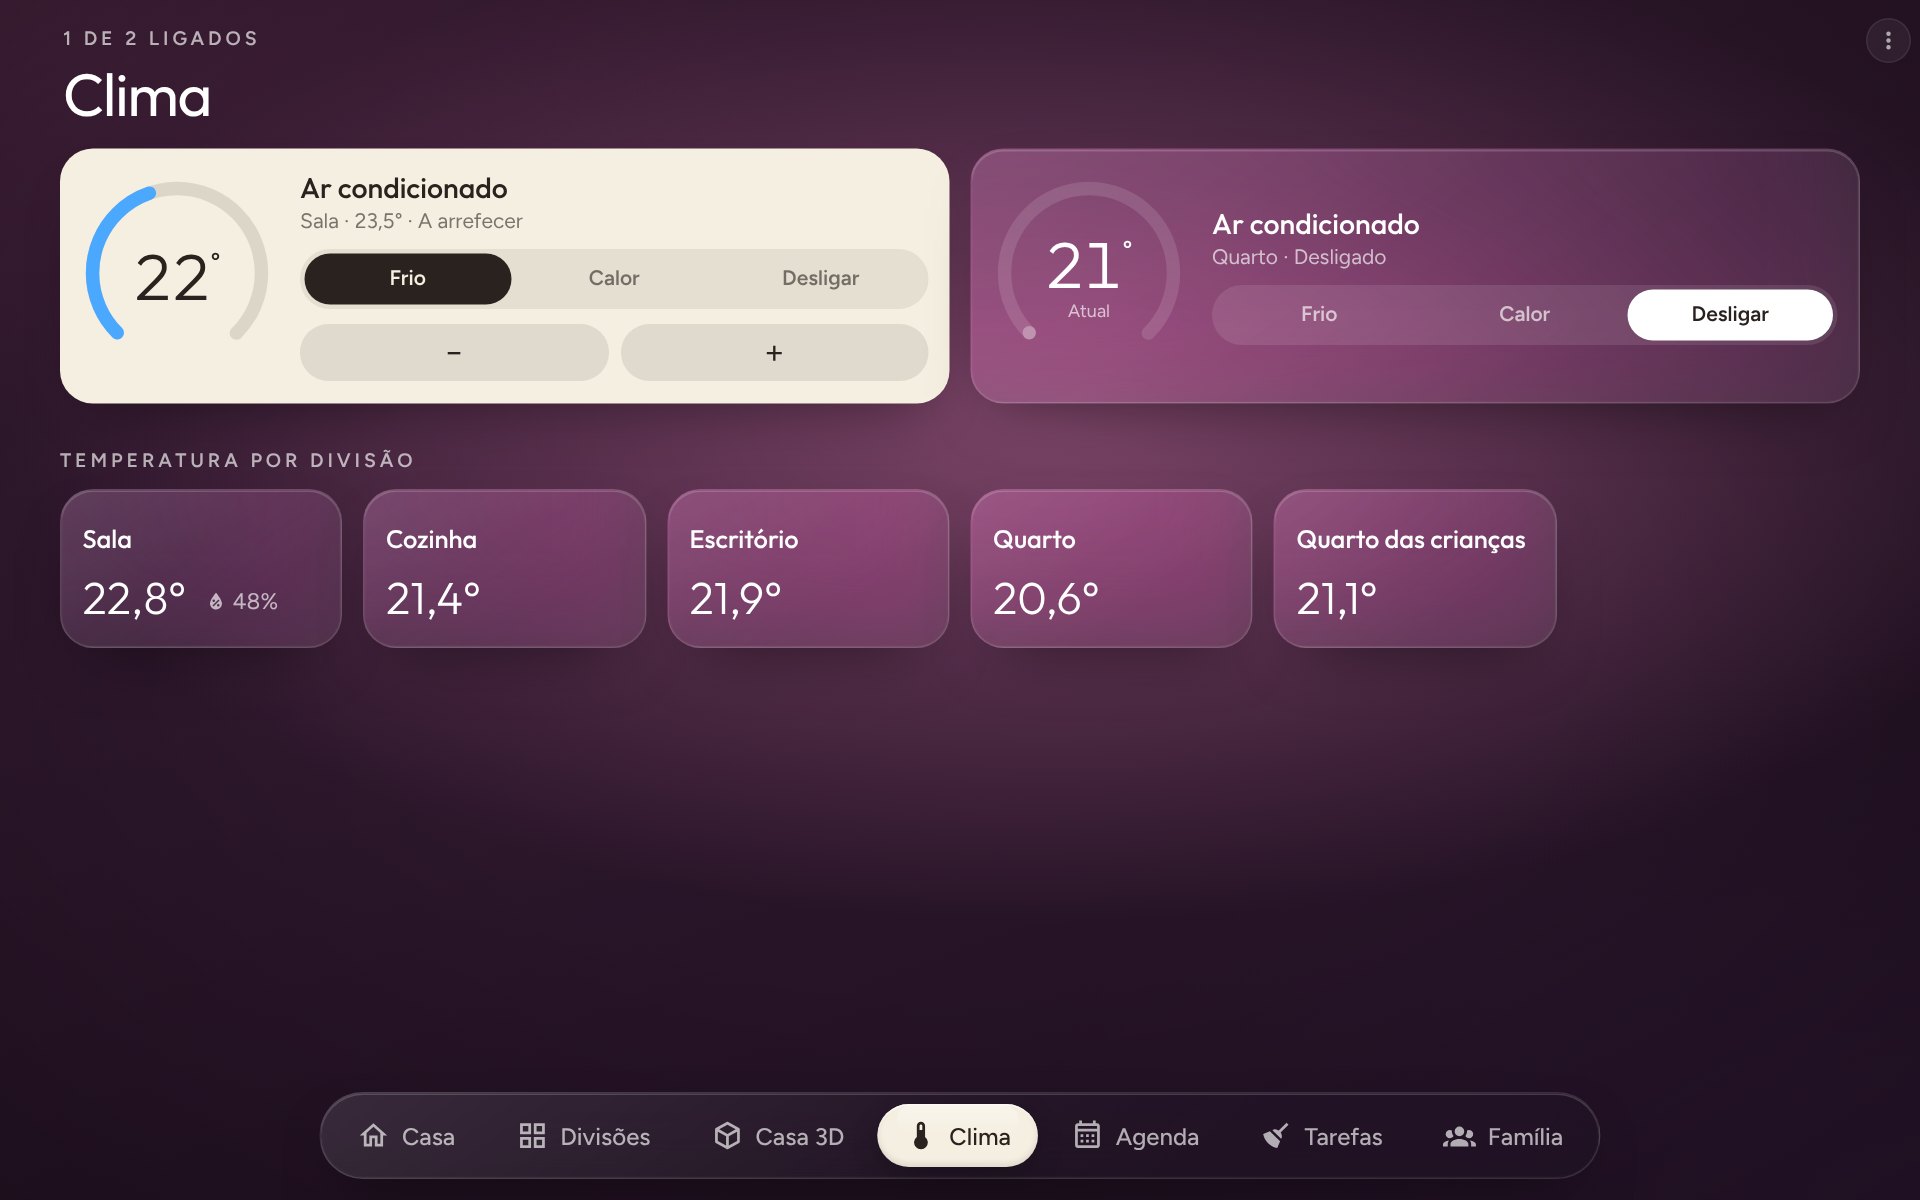 1 DE 2 LIGADOS
Clima
22°
Ar condicionado
Sala · 23,5° · A arrefecer
Frio Calor Desligar
− +
21°
Atual
Ar condicionado
Quarto · Desligado
Frio Calor Desligar
TEMPERATURA POR DIVISÃO
Sala
22,8° 48%
Cozinha
21,4°
Escritório
21,9°
Quarto
20,6°
Quarto das crianças
21,1°
Casa Divisões Casa 3D Clima Agenda Tarefas Família